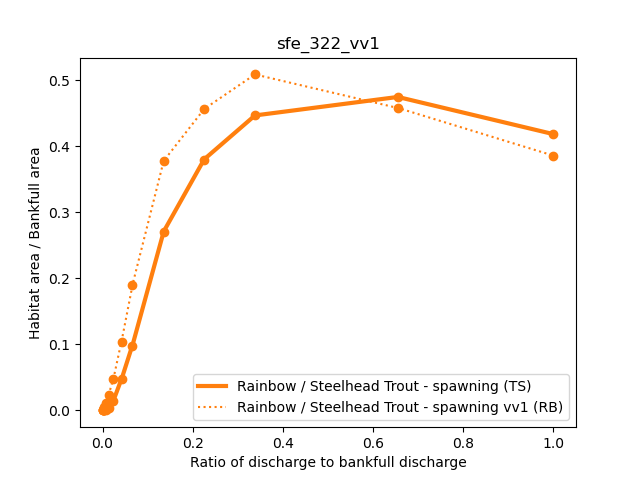 sfe_322_vv1
Habitat area / Bankfull area
0.5
0.4
0.3
0.2
0.1
0.0
Rainbow / Steelhead Trout - spawning (TS)
Rainbow / Steelhead Trout - spawning vv1 (RB)
0.0 0.2 0.4 0.6 0.8 1.0
Ratio of discharge to bankfull discharge